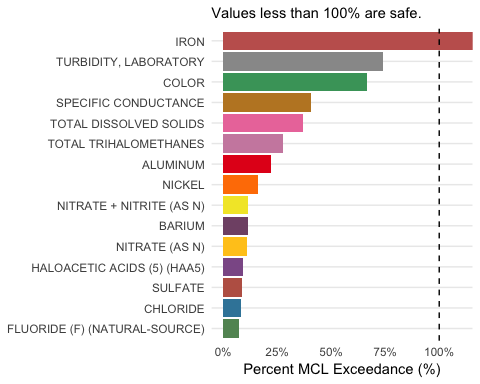 Values less than 100% are safe.
IRON
TURBIDITY, LABORATORY
COLOR
SPECIFIC CONDUCTANCE
TOTAL DISSOLVED SOLIDS
TOTAL TRIHALOMETHANES
ALUMINUM
NICKEL
NITRATE + NITRITE (AS N)
BARIUM
NITRATE (AS N)
HALOACETIC ACIDS (5) (HAA5)
SULFATE
CHLORIDE
FLUORIDE (F) (NATURAL-SOURCE)
0% 25% 75% 75% 100%
Percent MCL Exceedance (%)